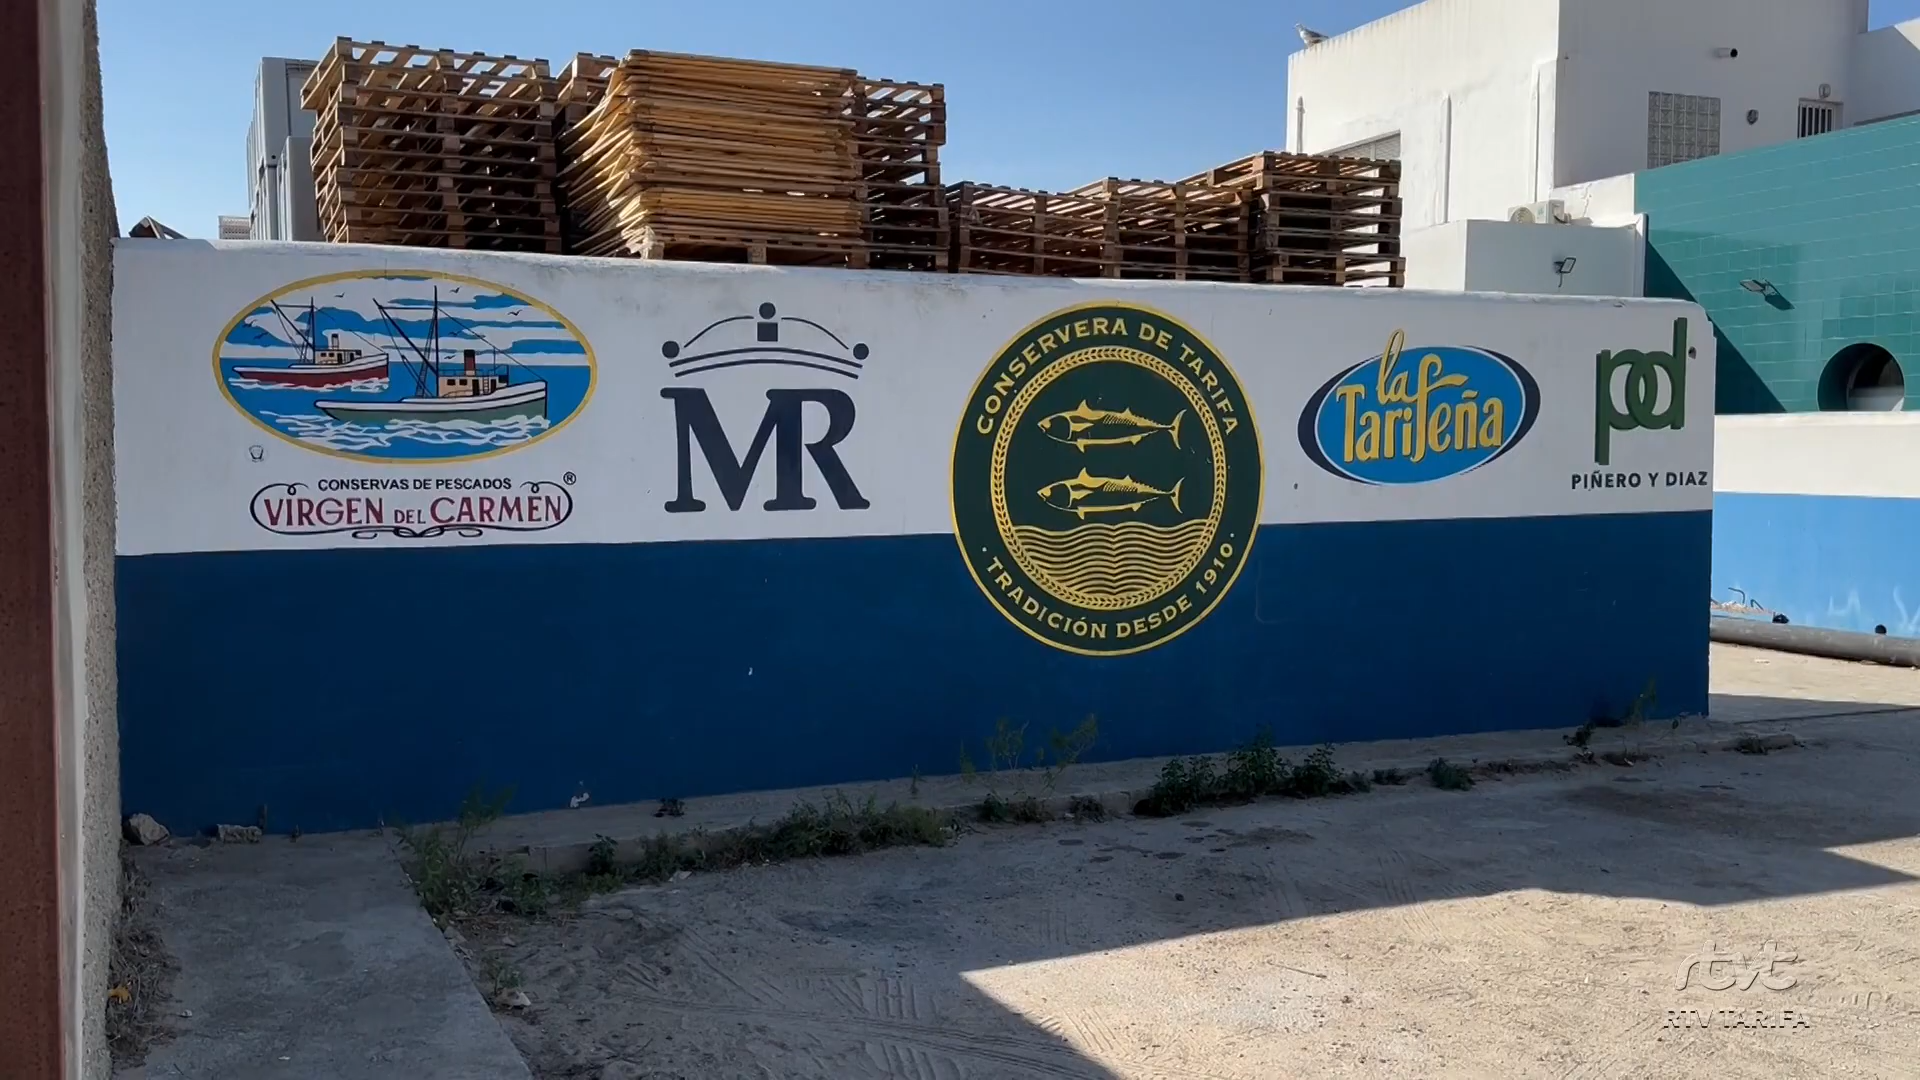 CONSERVAS DE PESCADOS ®
VIRGEN DEL CARMEN
MR
CONSERVERA DE TARIFA
· TRADICIÓN DESDE 1910 ·
la
Tarifeña
pd
PIÑERO Y DIAZ
rtvt
RTV TARIFA